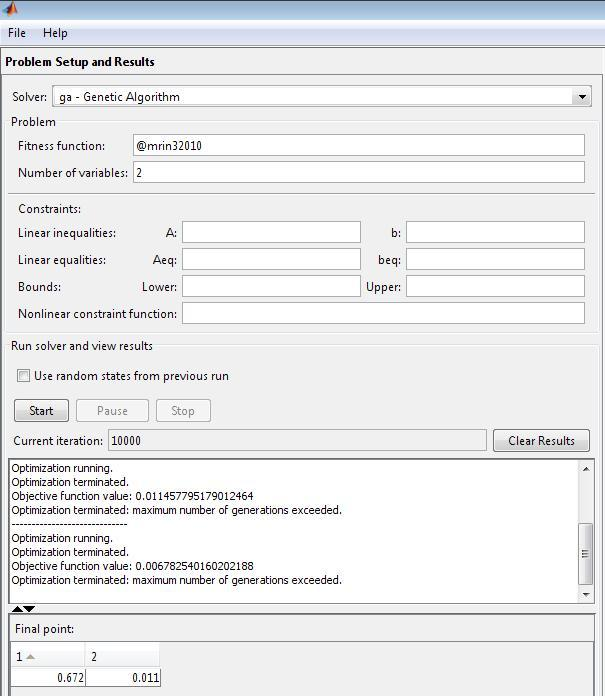 File Help
Problem Setup and Results
Solver: ga - Genetic Algorithm
Problem
Fitness function: @mrin32010
Number of variables: 2
Constraints:
Linear inequalities: A: b:
Linear equalities: Aeq: beq:
Bounds: Lower: Upper:
Nonlinear constraint function:
Run solver and view results
Use random states from previous run
Start Pause Stop
Current iteration: 10000 Clear Results
Optimization running.
Optimization terminated.
Objective function value: 0.011457795179012464
Optimization terminated: maximum number of generations exceeded.
----------------------------
Optimization running.
Optimization terminated.
Objective function value: 0.006782540160202188
Optimization terminated: maximum number of generations exceeded.
Final point:
1 2
0.672 0.011